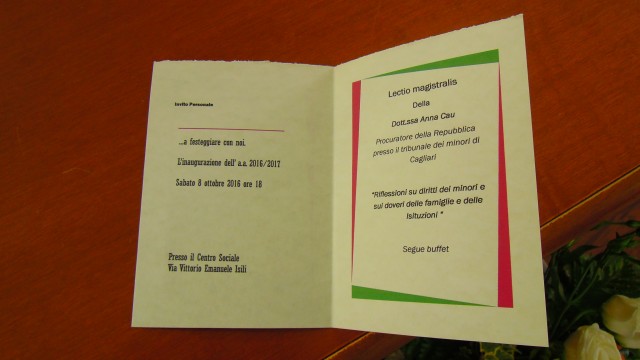 Invito Personale
...a festeggiare con noi.
L'inaugurazione dell' a.a. 2016/2017
Sabato 8 ottobre 2016 ore 18
Presso il Centro Sociale
Via Vittorio Emanuele Isili
Lectio magistralis
Della
Dott.ssa Anna Cau
Procuratore della Repubblica
presso il tribunale dei minori di
Cagliari
"Riflessioni su diritti dei minori e
sui doveri delle famiglie e delle
Isituzioni "
Segue buffet